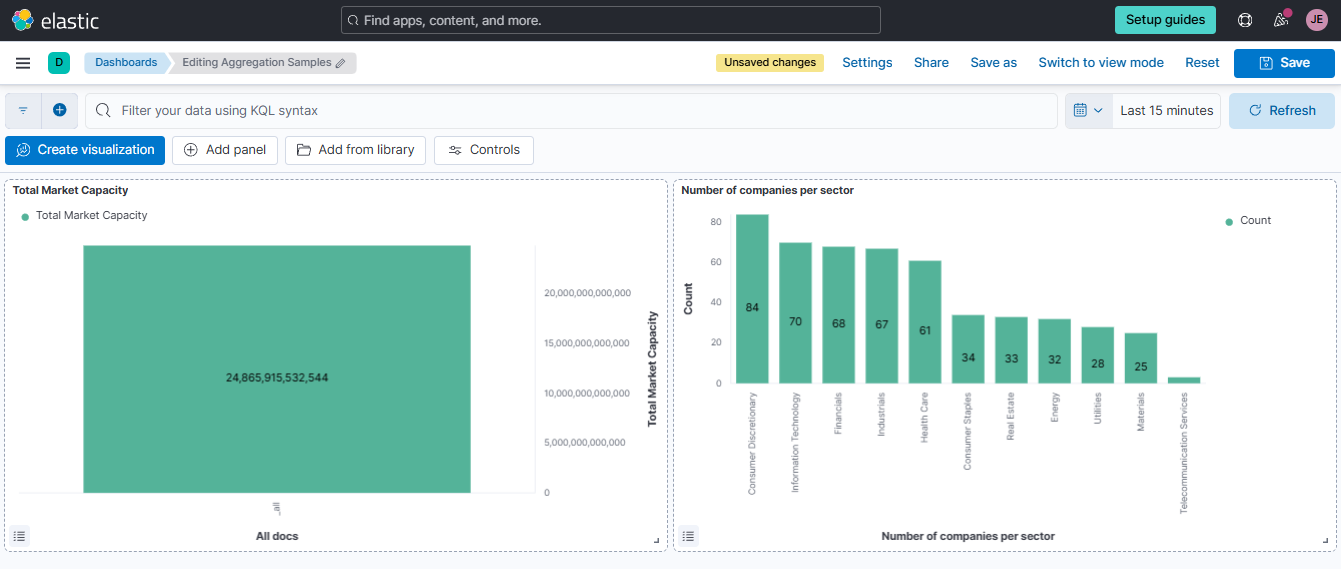 elastic
Find apps, content, and more.
Setup guides
JE
D
Dashboards
Editing Aggregation Samples
Unsaved changes
Settings
Share
Save as
Switch to view mode
Reset
Save
Filter your data using KQL syntax
Last 15 minutes
Refresh
Create visualization
Add panel
Add from library
Controls
Total Market Capacity
Total Market Capacity
24,865,915,532,544
20,000,000,000,000
15,000,000,000,000
10,000,000,000,000
5,000,000,000,000
0
Total Market Capacity
_all
All docs
Number of companies per sector
Count
80
60
40
20
0
Count
84
70
68
67
61
34
33
32
28
25
Consumer Discretionary
Information Technology
Financials
Industrials
Health Care
Consumer Staples
Real Estate
Energy
Utilities
Materials
Telecommunication Services
Number of companies per sector